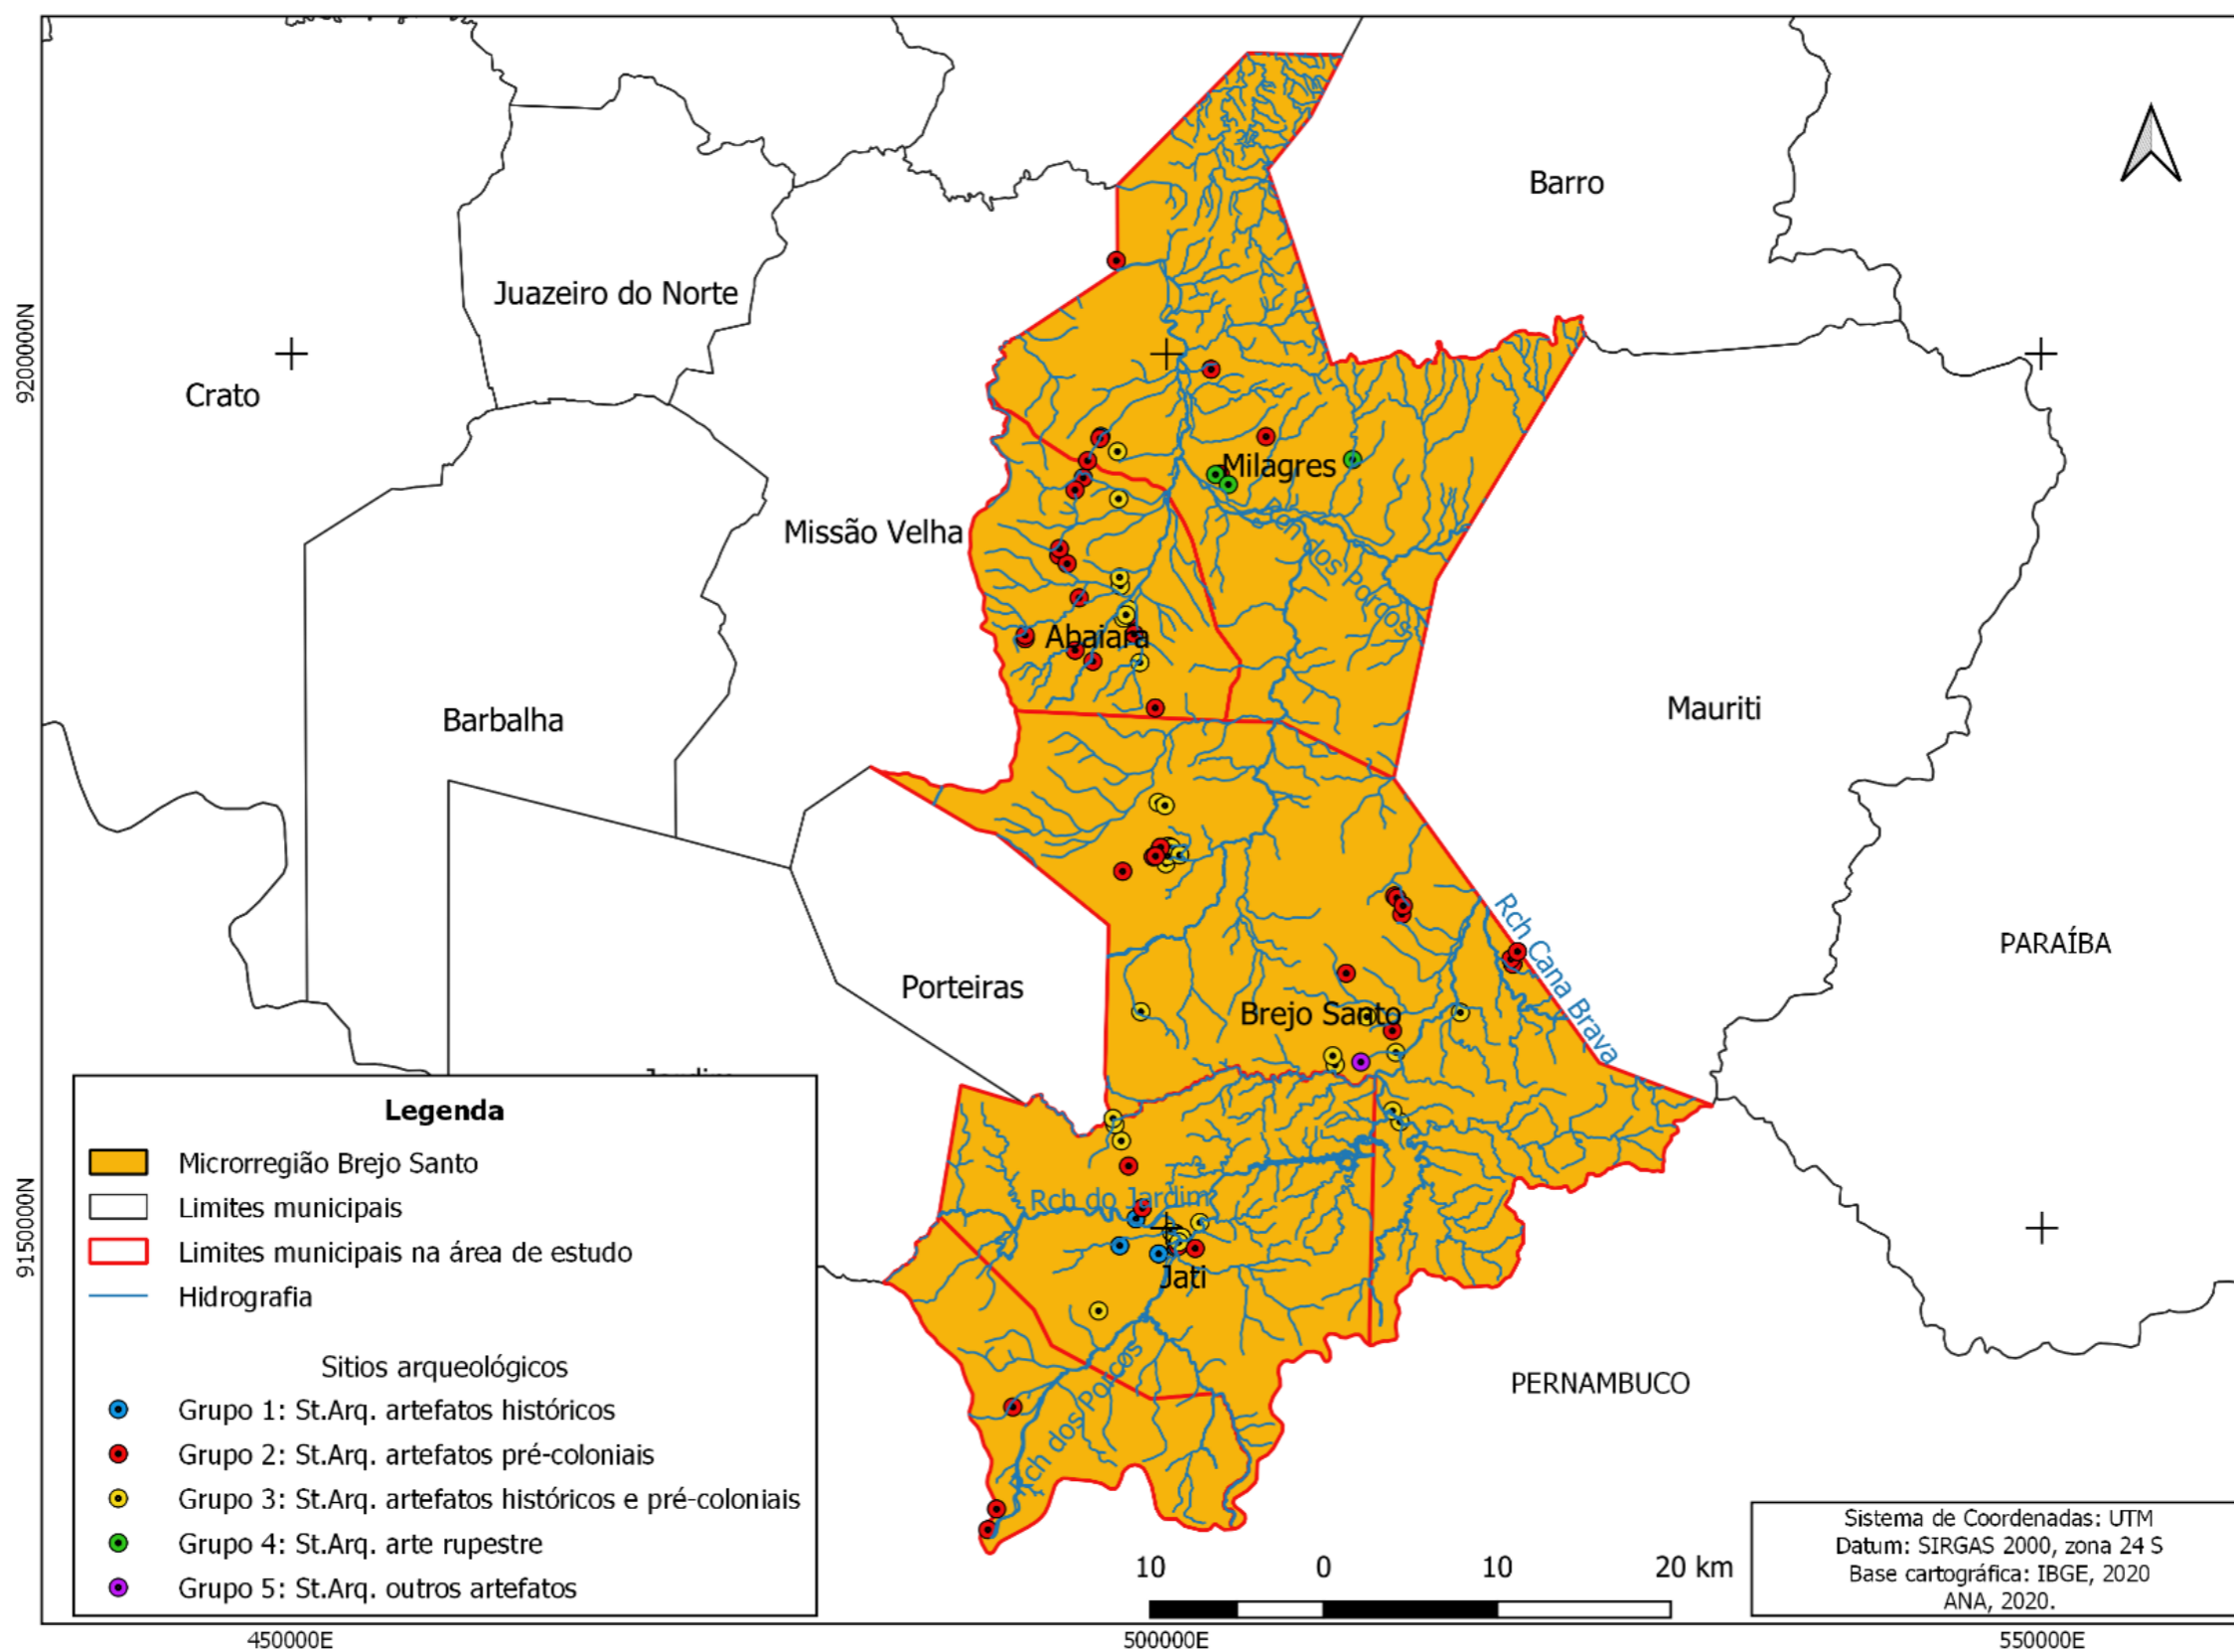 Barro
Juazeiro do Norte
9200000N
Crato
Milagres
Missão Velha
Rch dos Porcos
Abaiara
Mauriti
Barbalha
Rch Cana Brava
PARAÍBA
Porteiras
Brejo Santo
Jardim
Rch do Jardim
9150000N
Jati
PERNAMBUCO
Rch dos Porcos
Legenda
Microrregião Brejo Santo
Limites municipais
Limites municipais na área de estudo
Hidrografia
Sitios arqueológicos
Grupo 1: St.Arq. artefatos históricos
Grupo 2: St.Arq. artefatos pré-coloniais
Grupo 3: St.Arq. artefatos históricos e pré-coloniais
Grupo 4: St.Arq. arte rupestre
Grupo 5: St.Arq. outros artefatos
10 0 10 20 km
Sistema de Coordenadas: UTM
Datum: SIRGAS 2000, zona 24 S
Base cartográfica: IBGE, 2020
ANA, 2020.
450000E 500000E 550000E